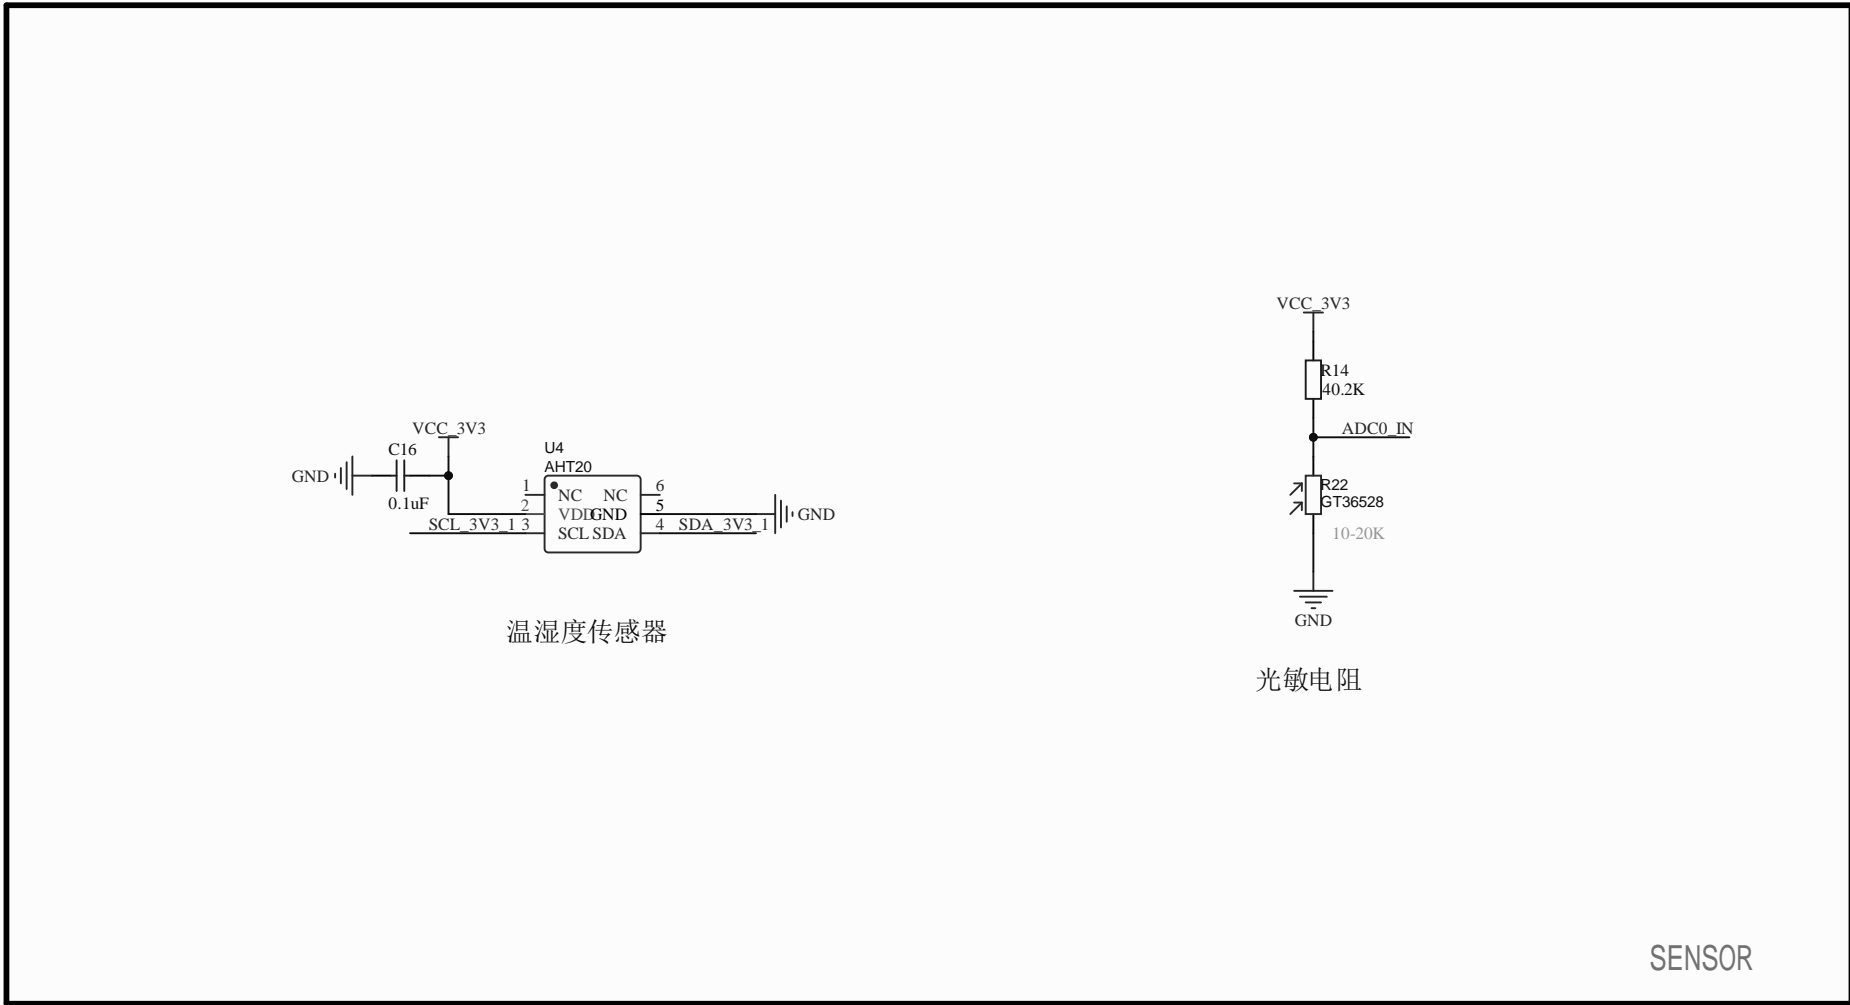 VCC_3V3
C16
GND
0.1uF
U4
AHT20
1
NC
NC
6
2
VDD
GND
5
GND
SCL_3V3_1
3
SCL
SDA
4
SDA_3V3_1
温湿度传感器
VCC_3V3
R14
40.2K
ADC0_IN
R22
GT36528
10-20K
GND
光敏电阻
SENSOR